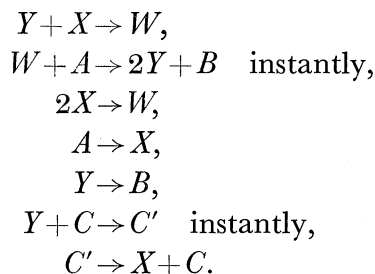 Y+X→W,
W+A→2Y+B instantly,
2X→W,
A→X,
Y→B,
Y+C→C′ instantly,
C′→X+C.